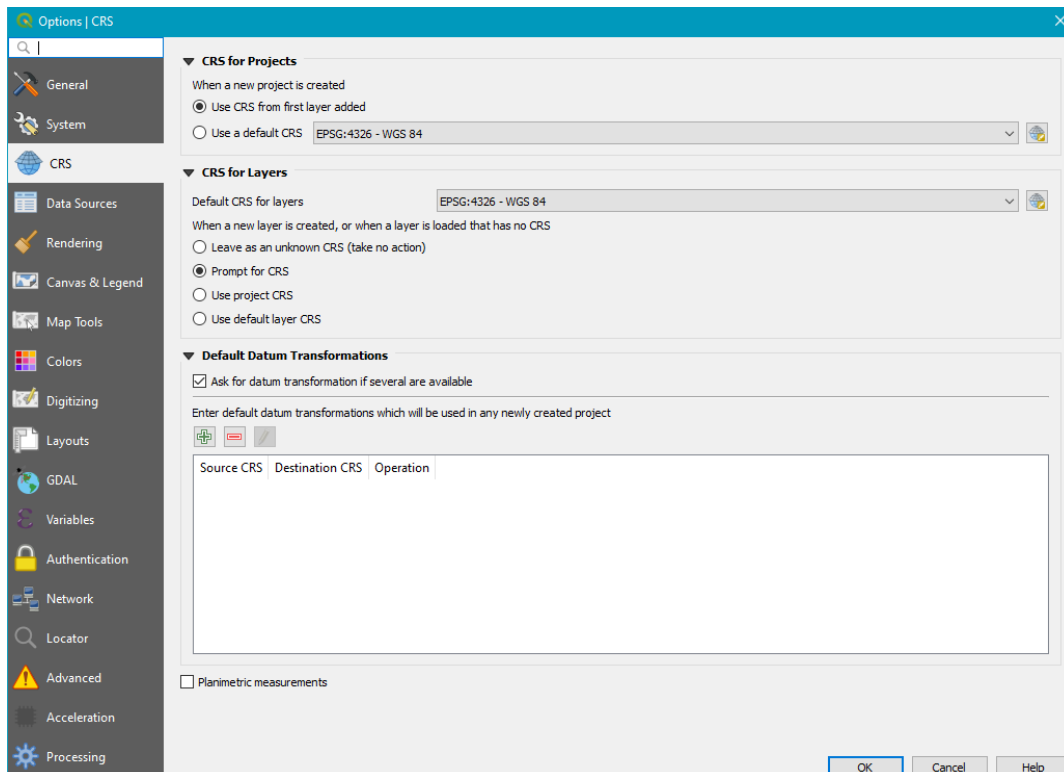 Options | CRS
General
System
CRS
Data Sources
Rendering
Canvas & Legend
Map Tools
Colors
Digitizing
Layouts
GDAL
Variables
Authentication
Network
Locator
Advanced
Acceleration
Processing
CRS for Projects
When a new project is created
Use CRS from first layer added
Use a default CRS EPSG:4326 - WGS 84
CRS for Layers
Default CRS for layers EPSG:4326 - WGS 84
When a new layer is created, or when a layer is loaded that has no CRS
Leave as an unknown CRS (take no action)
Prompt for CRS
Use project CRS
Use default layer CRS
Default Datum Transformations
Ask for datum transformation if several are available
Enter default datum transformations which will be used in any newly created project
Source CRS Destination CRS Operation
Planimetric measurements
OK Cancel Help